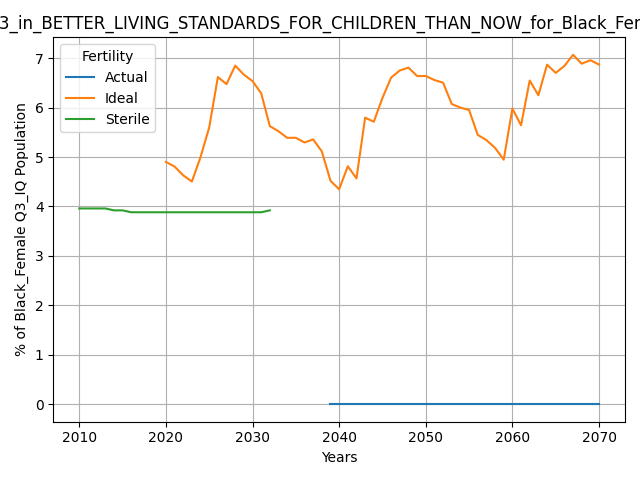 3_in_BETTER_LIVING_STANDARDS_FOR_CHILDREN_THAN_NOW_for_Black_Fem
Fertility
Actual
Ideal
Sterile
% of Black_Female Q3_IQ Population
7
6
5
4
3
2
1
0
2010 2020 2030 2040 2050 2060 2070
Years